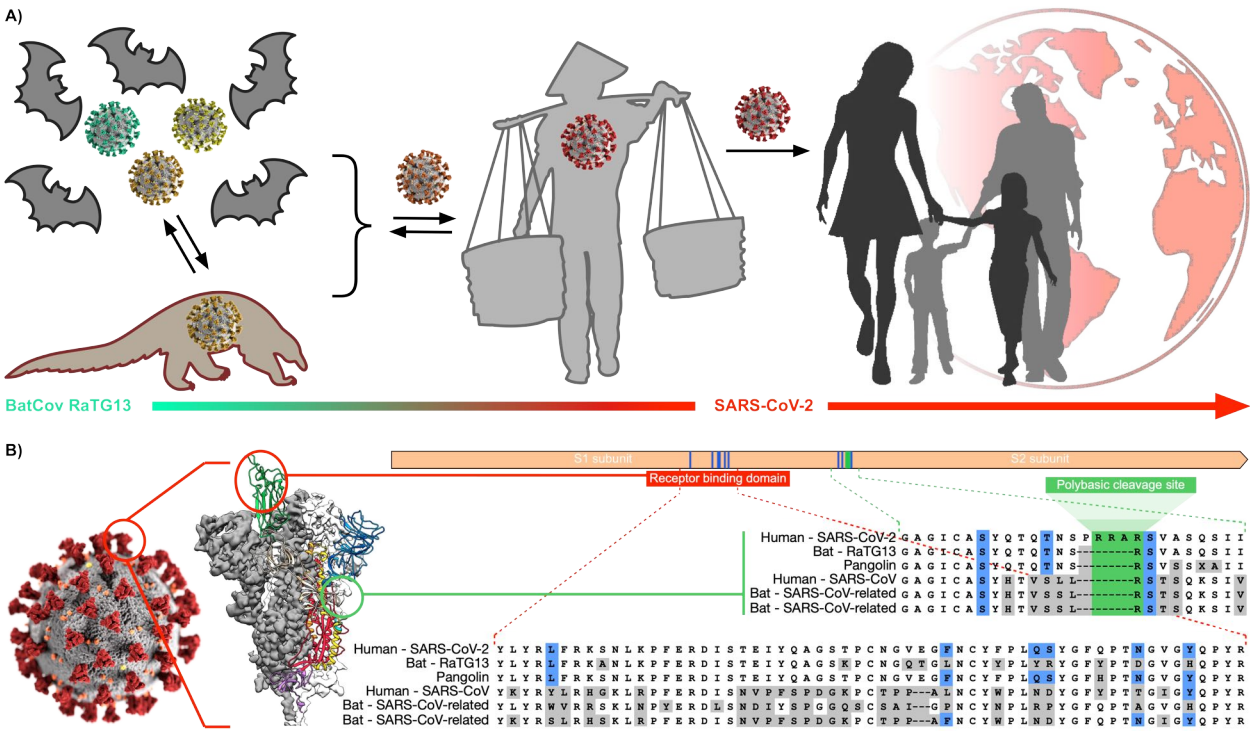 A)
BatCov RaTG13
SARS-CoV-2
B)
S1 subunit
S2 subunit
Receptor binding domain
Polybasic cleavage site
Human - SARS-CoV-2 G A G I C A S Y Q T Q T N S P R R A R S V A S Q S I I
Bat - RaTG13 G A G I C A S Y Q T Q T N S - - - - R S V A S Q S I I
Pangolin G A G I C A S Y Q T Q T N S - - - - R S V S S X A I I
Human - SARS-CoV G A G I C A S Y H T V S L L - - - - R S T S Q K S I V
Bat - SARS-CoV-related G A G I C A S Y H T V S L L - - - - R S T S Q K S I V
Bat - SARS-CoV-related G A G I C A S Y H T V S L L - - - - R S T S Q K S I V
Human - SARS-CoV-2 Y L Y R L F R K S N L K P F E R D I S T E I Y Q A G S T P C N G V E G F N C Y F P L Q S Y G F Q P T N G V G Y Q P Y R
Bat - RaTG13 Y L Y R L F R K A N L K P F E R D I S T E I Y Q A G S K P C N G Q T G L N C Y Y P L Y R Y G F Y P T D G V G H Q P Y R
Pangolin Y L Y R L F R K S N L K P F E R D I S T E I Y Q A G S T P C N G V E G F N C Y F P L Q S Y G F H P T N G V G Y Q P Y R
Human - SARS-CoV Y K Y R Y L R H G K L R P F E R D I S N V P F S P D G K P C T P P - - - A L N C Y W P L N D Y G F Y T T T G I G Y Q P Y R
Bat - SARS-CoV-related Y L Y R W V R R S K L N P Y E R D L S N D I Y S P G G Q S C S A I - - - G P N C Y N P L R P Y G F Q P T A G V G H Q P Y R
Bat - SARS-CoV-related Y K Y R S L R H S K L R P F E R D I S N V P F S P D G K P C T P P - - - A F N C Y W P L N D Y G F Q P T N G I G Y Q P Y R